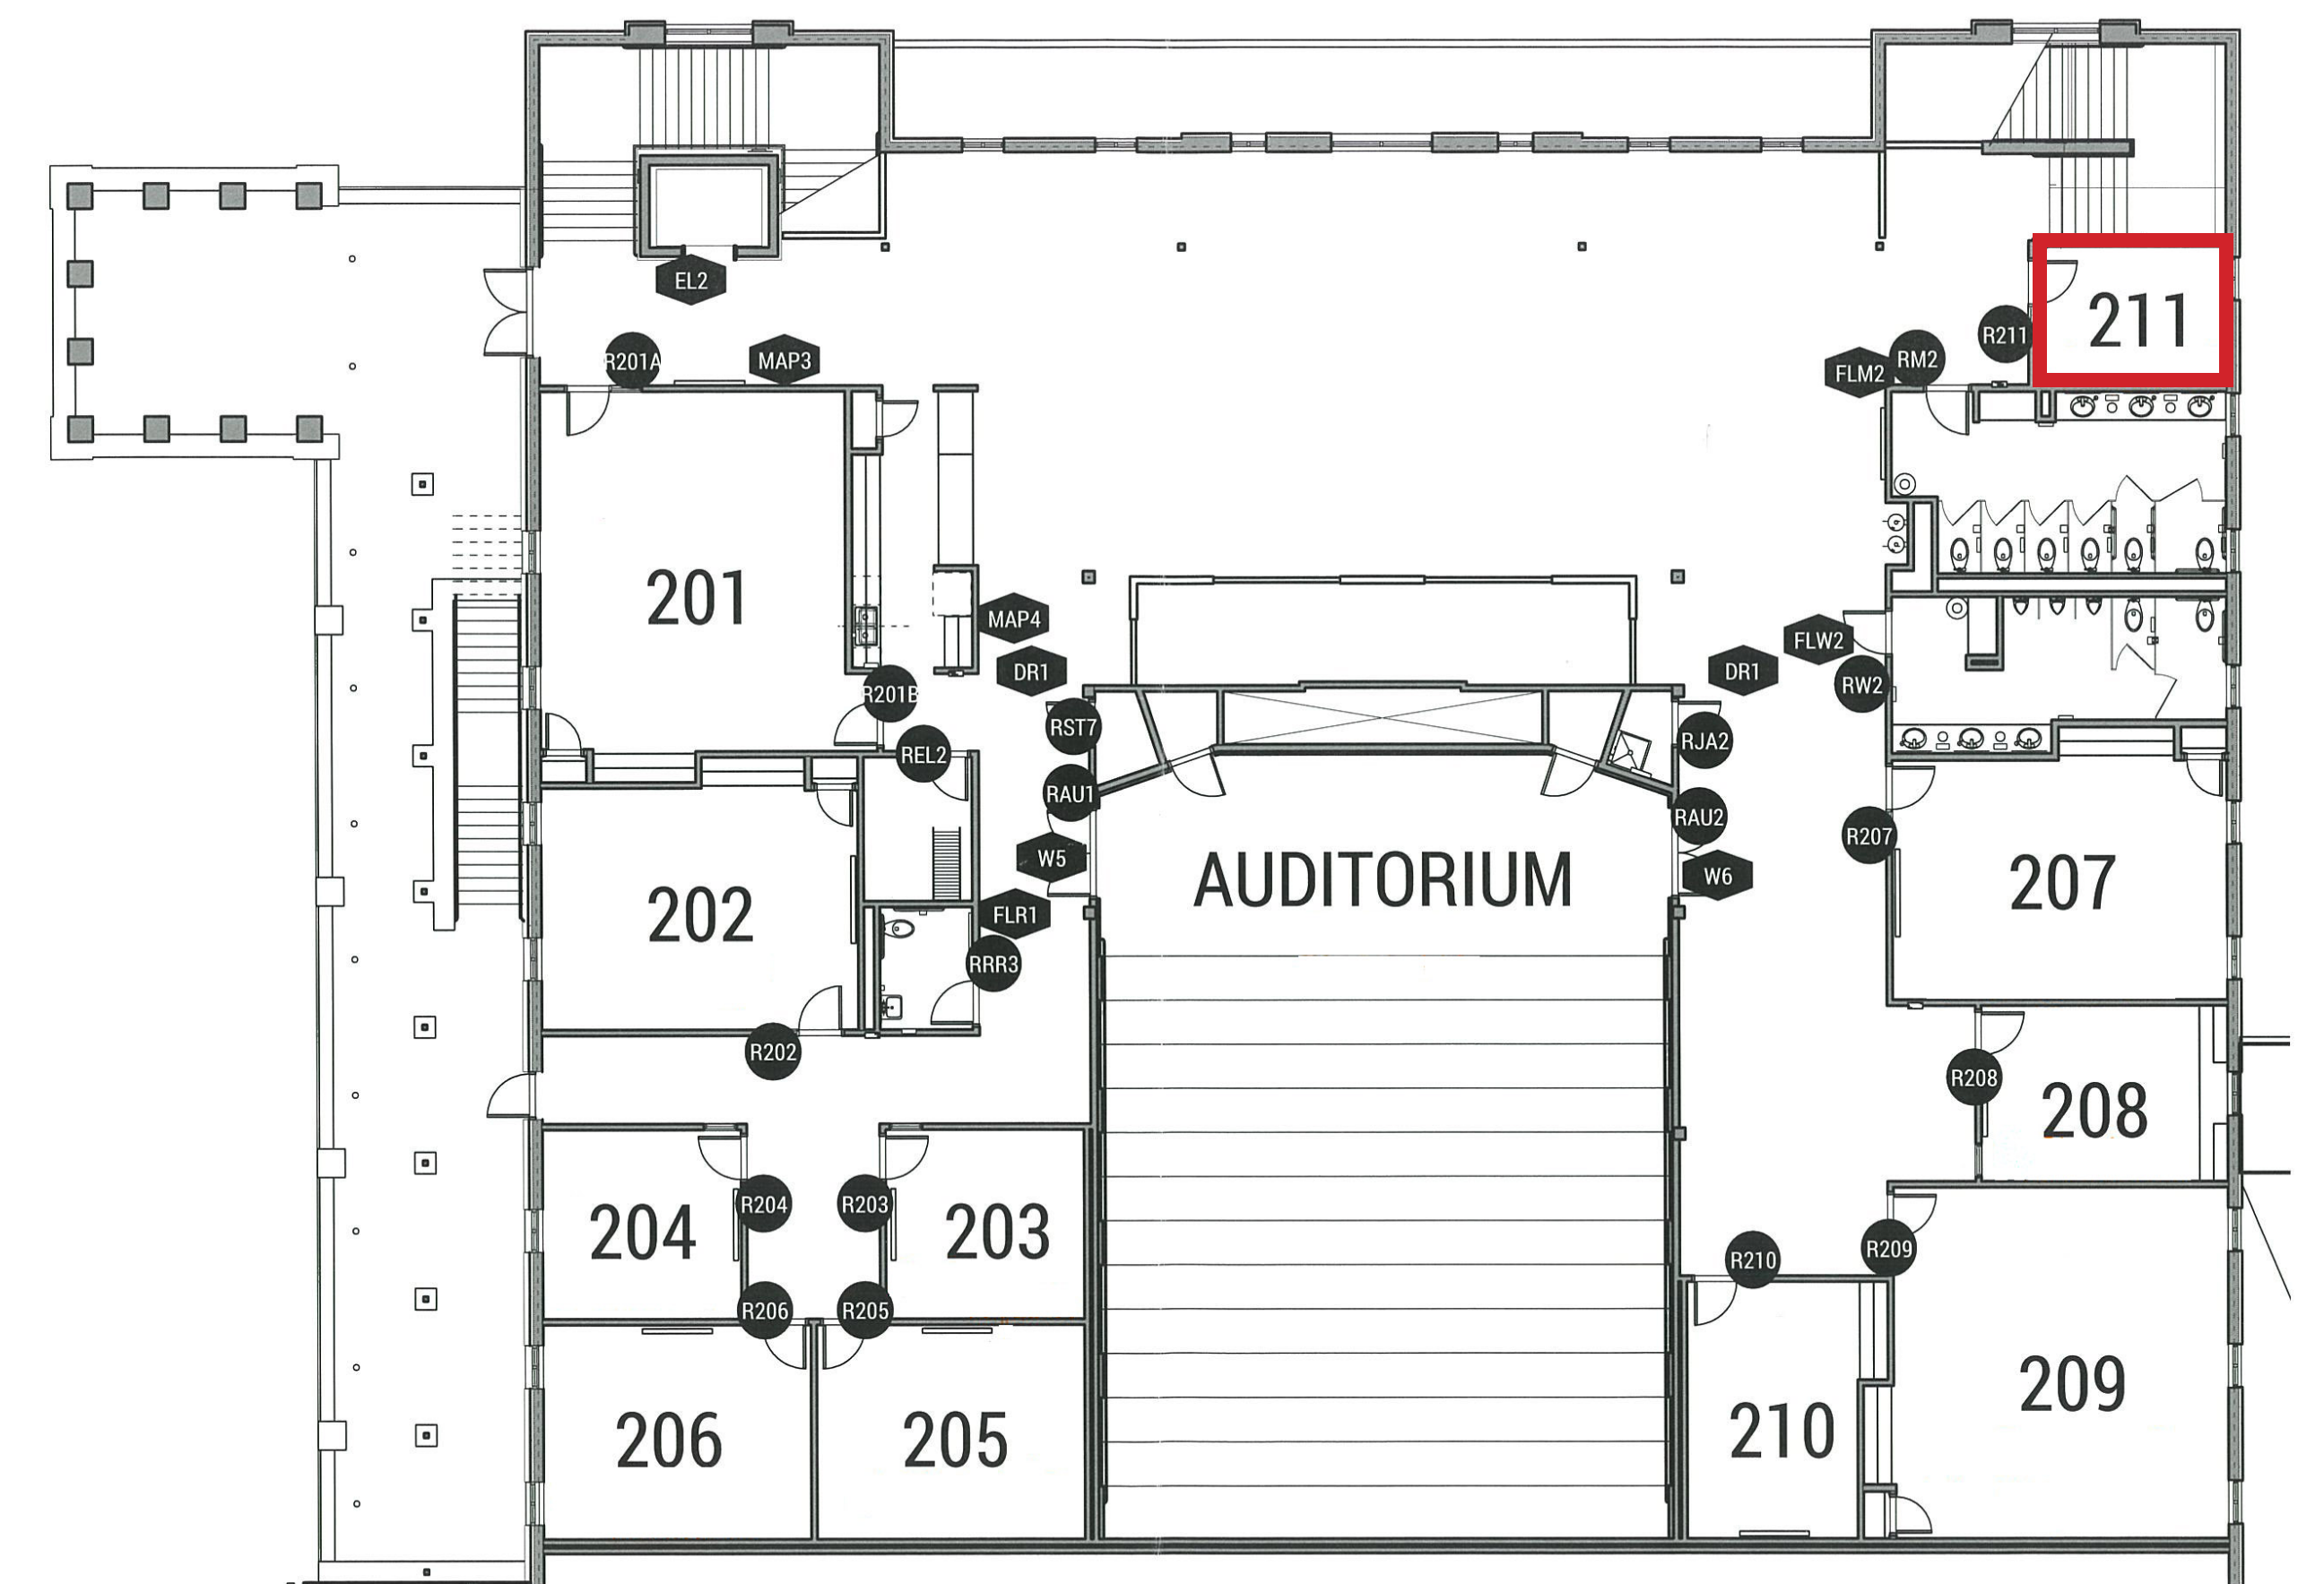 EL2
211
R211
R201A
MAP3
RM2
FLM2
201
MAP4
FLW2
DR1
DR1
RW2
R201B
RST7
RJA2
REL2
RAU1
RAU2
R207
W5
W6
AUDITORIUM
207
202
FLR1
RRR3
R202
R208
208
R204
R203
204
203
R209
R210
R206
R205
209
210
206
205